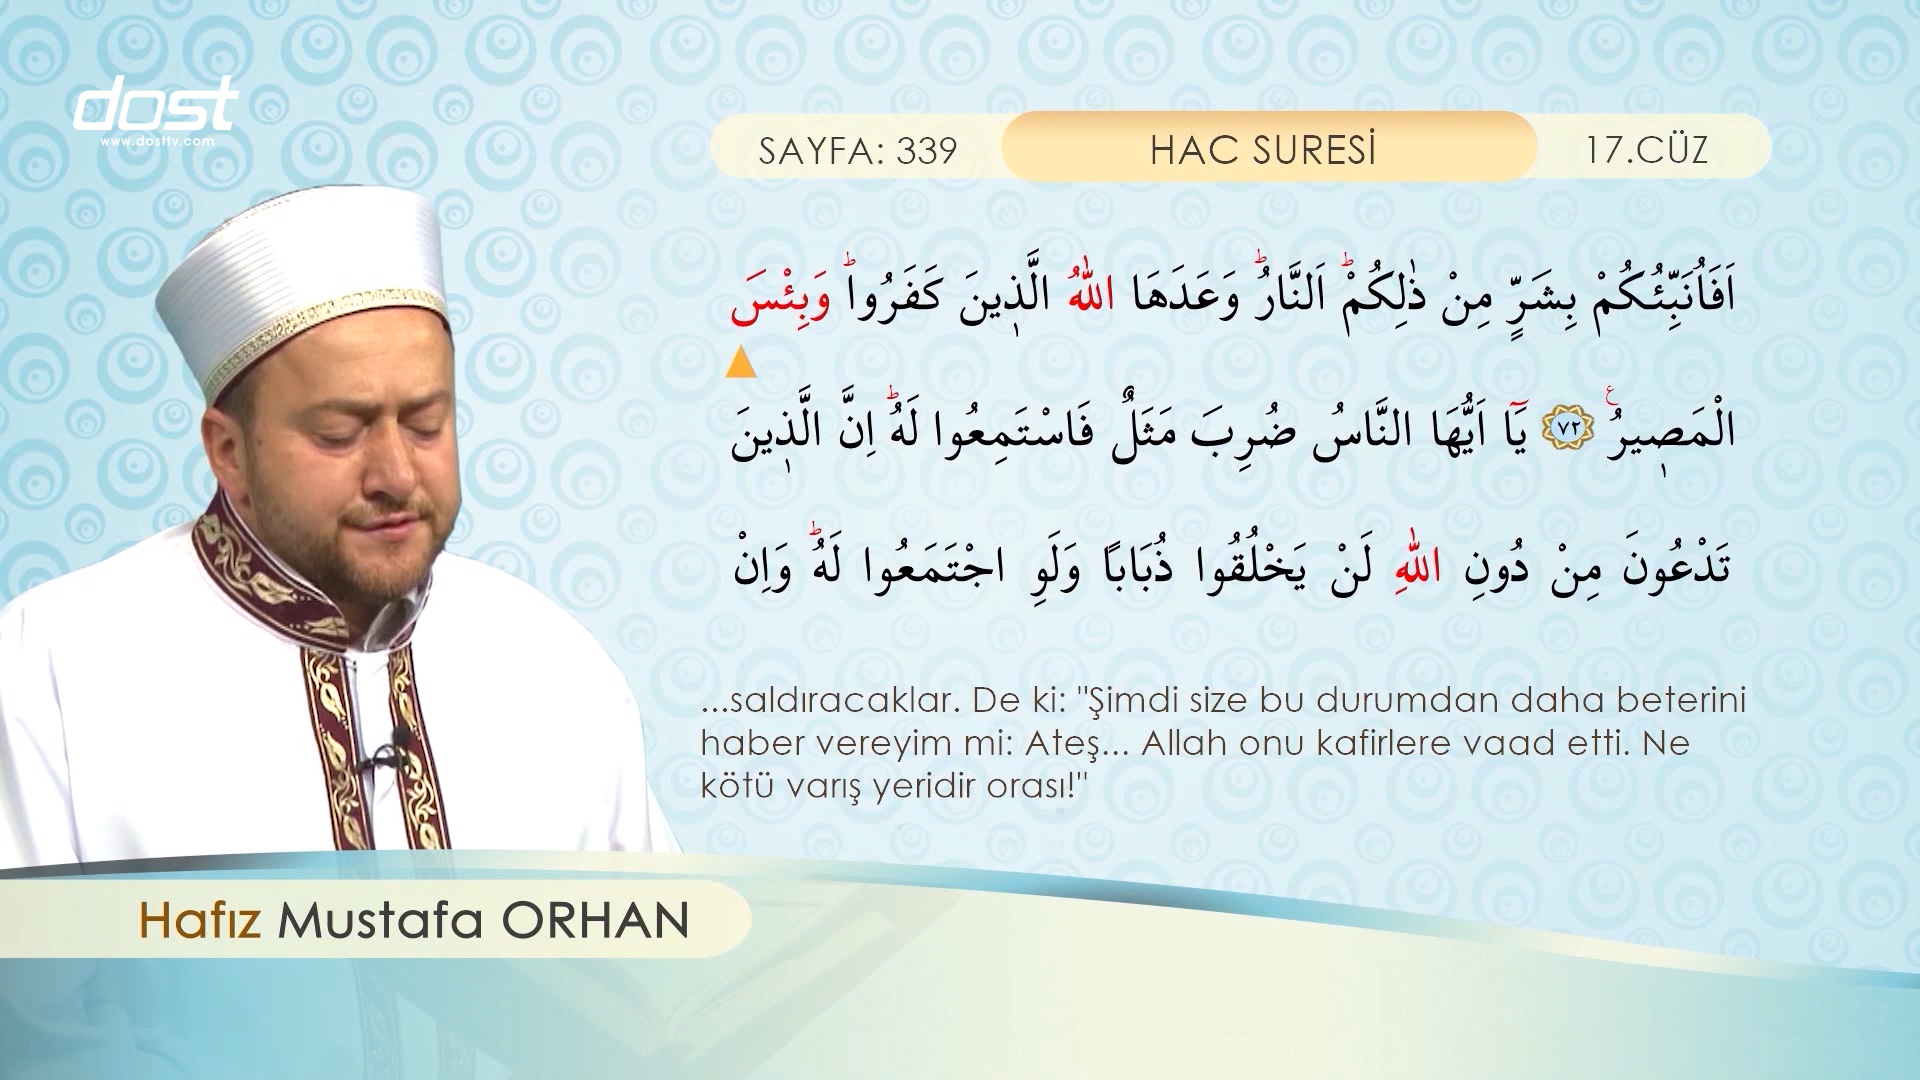 dost
www.dosttv.com
SAYFA: 339 HAC SURESİ 17.CÜZ
اَفَاُنَبِّئُكُمْ بِشَرٍّ مِنْ ذٰلِكُمْۜ اَلنَّارُۜ وَعَدَهَا اللّٰهُ الَّذ۪ينَ كَفَرُواۜ وَبِئْسَ
الْمَص۪يرُ۟ ﴿٧٢﴾ يَٓا اَيُّهَا النَّاسُ ضُرِبَ مَثَلٌ فَاسْتَمِعُوا لَهُۜ اِنَّ الَّذ۪ينَ
تَدْعُونَ مِنْ دُونِ اللّٰهِ لَنْ يَخْلُقُوا ذُبَابًا وَلَوِ اجْتَمَعُوا لَهُۜ وَاِنْ
...saldıracaklar. De ki: "Şimdi size bu durumdan daha beterini
haber vereyim mi: Ateş... Allah onu kafirlere vaad etti. Ne
kötü varış yeridir orası!"
Hafız Mustafa ORHAN